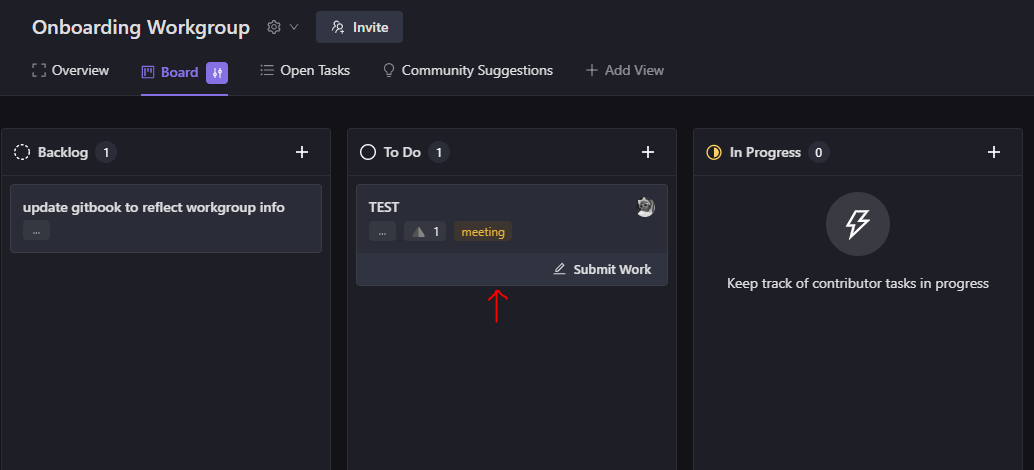 Onboarding Workgroup
Invite
Overview
Board
Open Tasks
Community Suggestions
Add View
Backlog 1
update gitbook to reflect workgroup info
...
To Do 1
TEST
... 1 meeting
Submit Work
In Progress 0
Keep track of contributor tasks in progress